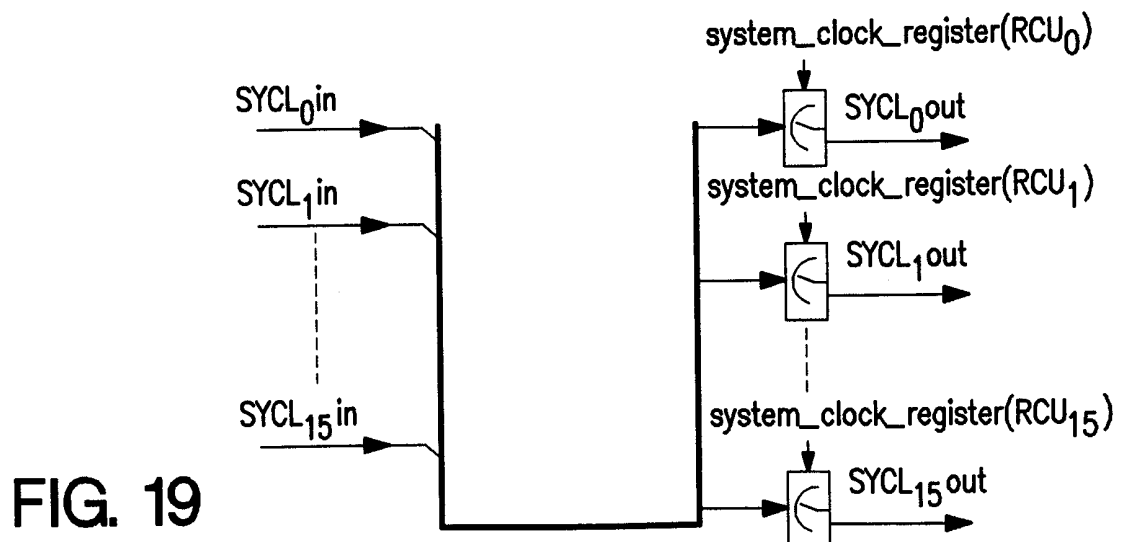 system_clock_register(RCU0)
SYCL0in
SYCL0out
system_clock_register(RCU1)
SYCL1in
SYCL1out
system_clock_register(RCU15)
SYCL15in
SYCL15out
FIG. 19